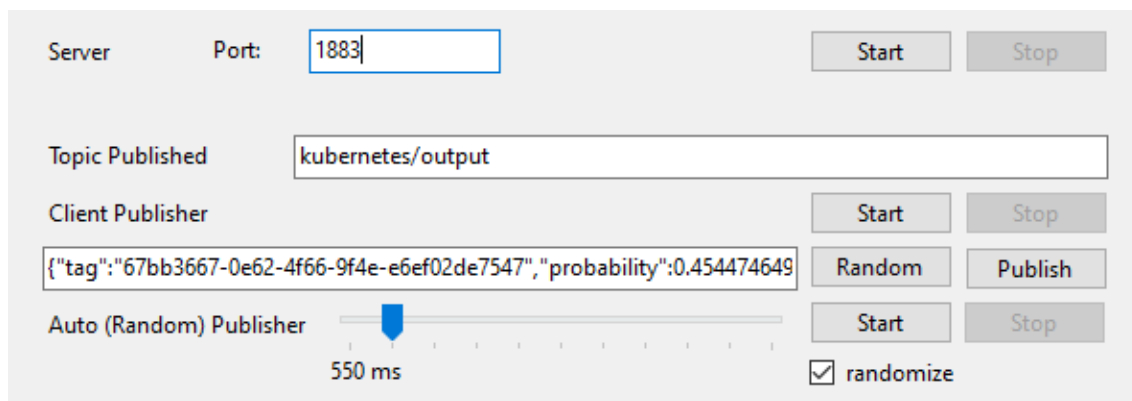 Server Port: 1883 Start Stop
Topic Published kubernetes/output
Client Publisher Start Stop
{"tag":"67bb3667-0e62-4f66-9f4e-e6ef02de7547","probability":0.454474649 Random Publish
Auto (Random) Publisher Start Stop
550 ms randomize